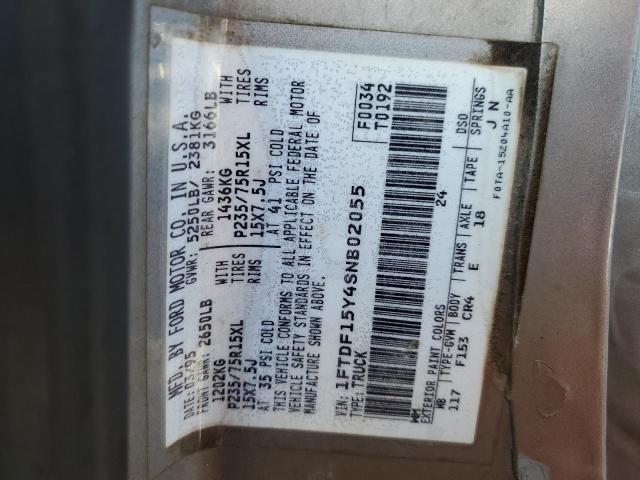 MFD. BY FORD MOTOR CO. IN U.S.A.
DATE: 03/95 GVWR: 5250LB/ 2381KG
FRONT GAWR: 2650LB REAR GAWR: 3166LB
1202KG WITH 1436KG WITH
P235/75R15XL TIRES P235/75R15XL TIRES
15X7.5J RIMS 15X7.5J RIMS
AT 35 PSI COLD AT 41 PSI COLD
THIS VEHICLE CONFORMS TO ALL APPLICABLE FEDERAL MOTOR
VEHICLE SAFETY STANDARDS IN EFFECT ON THE DATE OF
MANUFACTURE SHOWN ABOVE.
VIN: 1FTDF15Y4SNB02055 F0034
TYPE: TRUCK T0192
WM 24
EXTERIOR PAINT COLORS DSO
WB TYPE-GVW BODY TRANS AXLE TAPE SPRINGS
117 F153 CR4 E 18 J N
F0TA-15204A10-AA